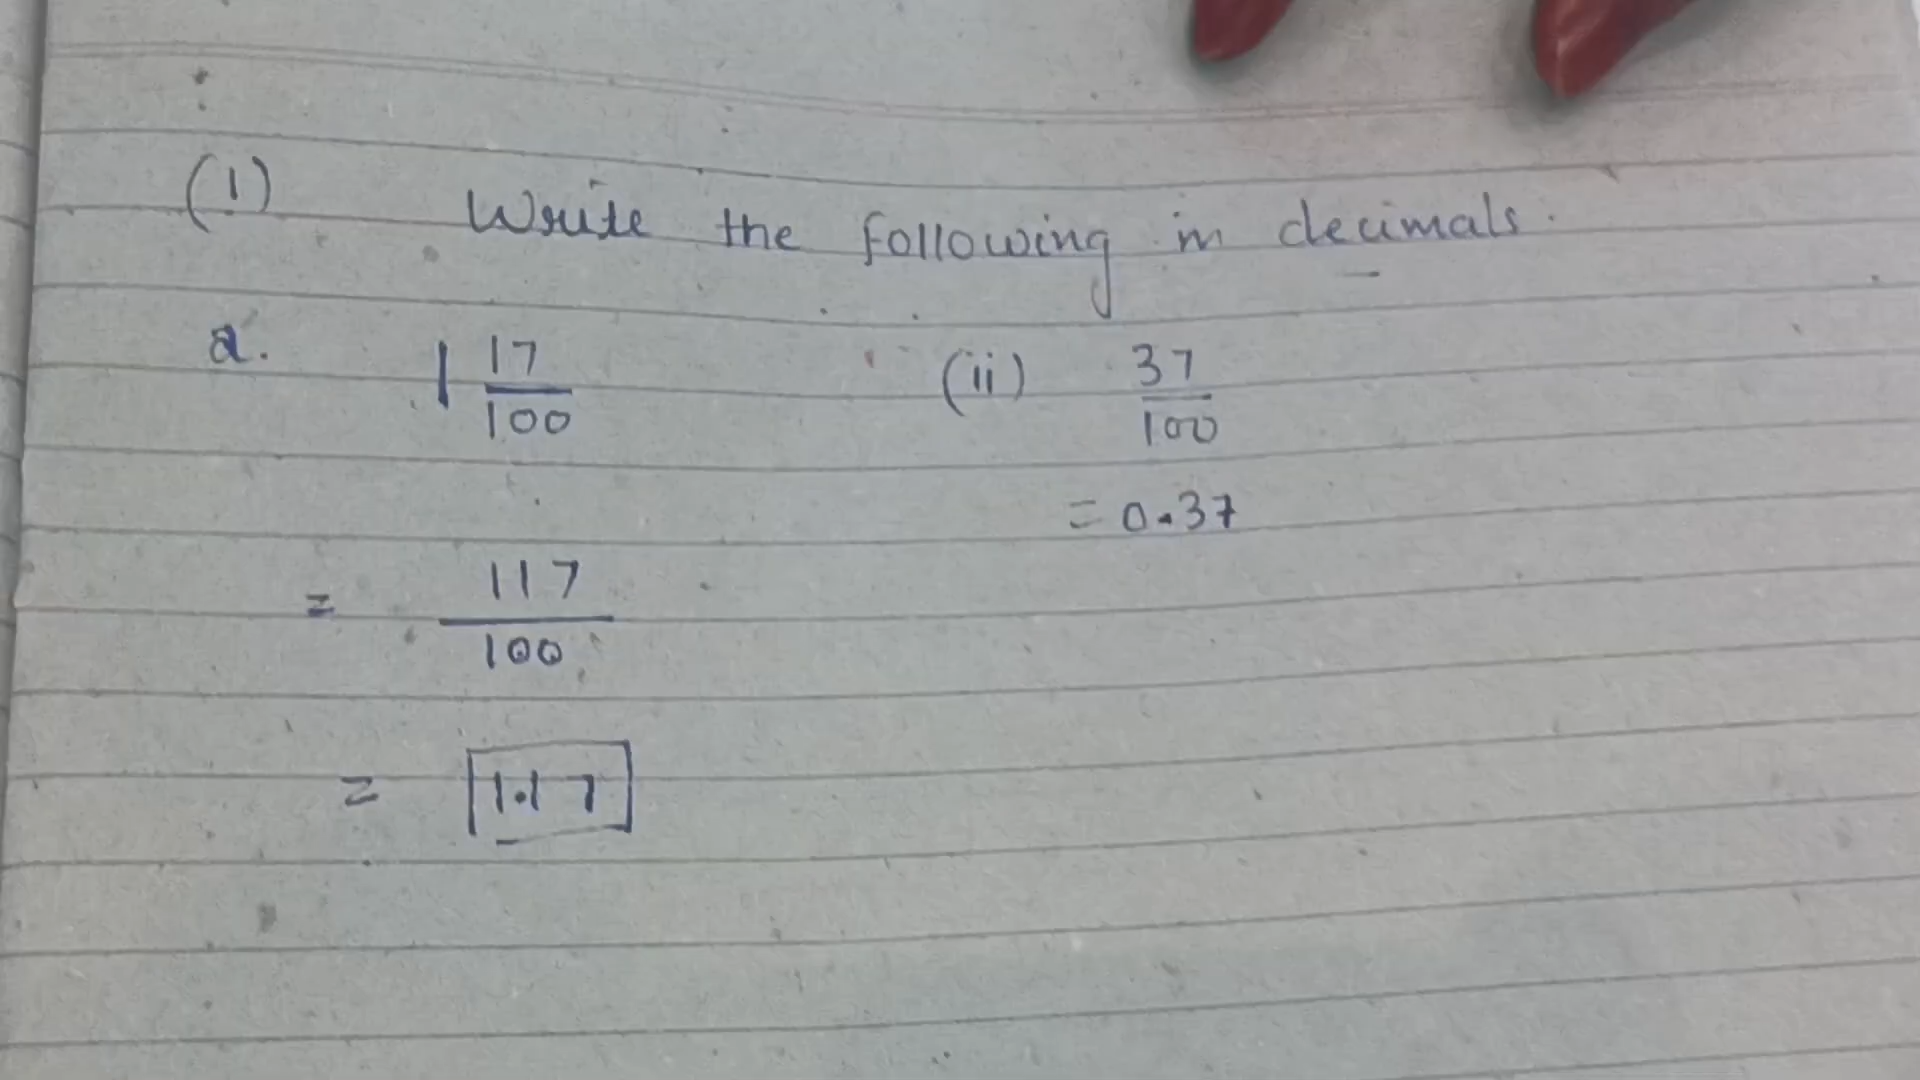 (1) Write the following in decimals.
a. 1 17/100 (ii) 37/100
= 0.37
= 117/100
= 1.17